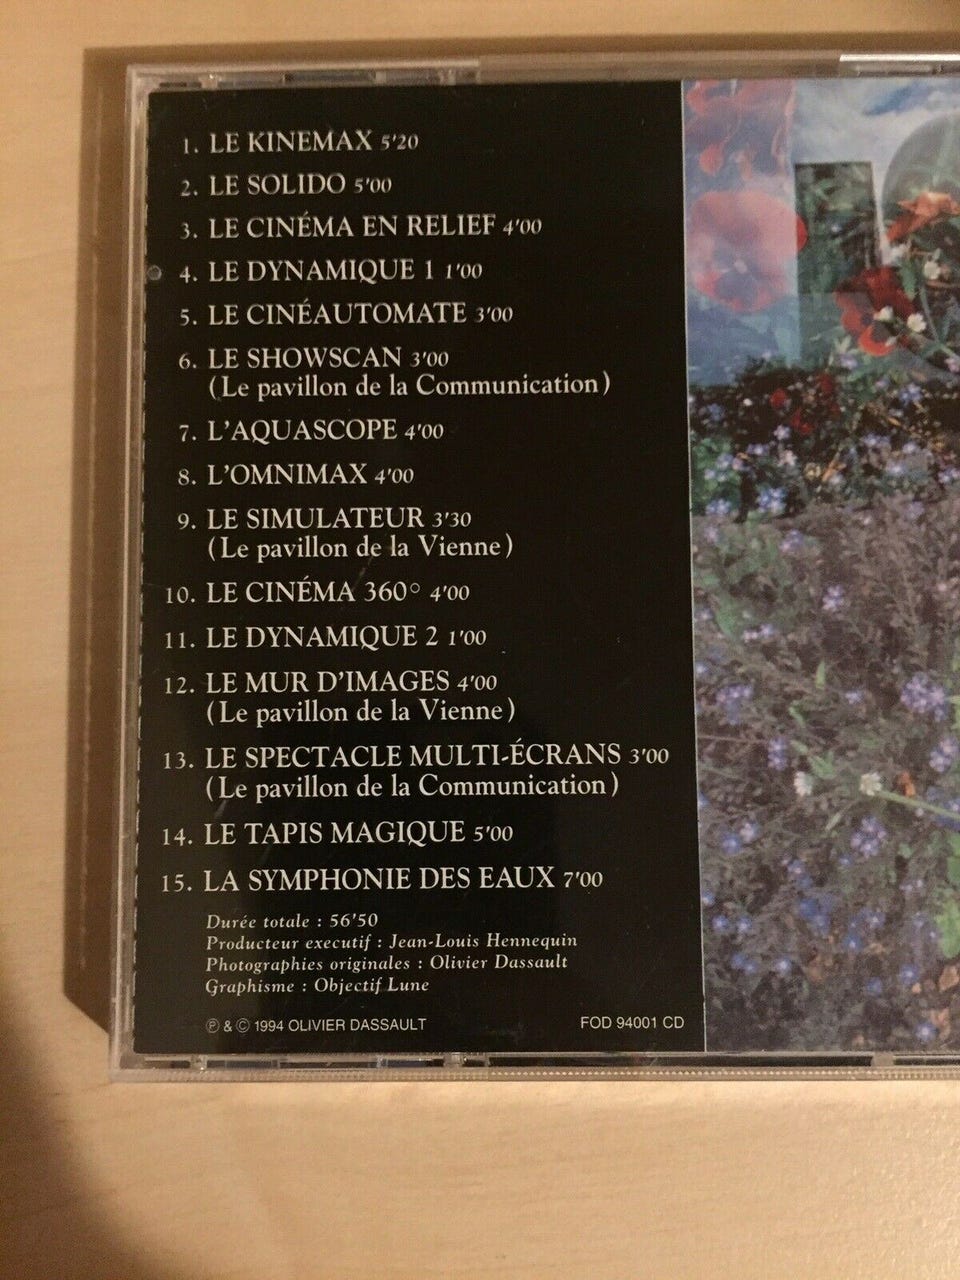 1. LE KINEMAX 5'20
2. LE SOLIDO 5'00
3. LE CINÉMA EN RELIEF 4'00
4. LE DYNAMIQUE 1 1'00
5. LE CINÉAUTOMATE 3'00
6. LE SHOWSCAN 3'00
(Le pavillon de la Communication)
7. L'AQUASCOPE 4'00
8. L'OMNIMAX 4'00
9. LE SIMULATEUR 3'30
(Le pavillon de la Vienne)
10. LE CINÉMA 360° 4'00
11. LE DYNAMIQUE 2 1'00
12. LE MUR D'IMAGES 4'00
(Le pavillon de la Vienne)
13. LE SPECTACLE MULTI-ÉCRANS 3'00
(Le pavillon de la Communication)
14. LE TAPIS MAGIQUE 5'00
15. LA SYMPHONIE DES EAUX 7'00
Durée totale : 56'50
Producteur executif : Jean-Louis Hennequin
Photographies originales : Olivier Dassault
Graphisme : Objectif Lune
℗ & © 1994 OLIVIER DASSAULT FOD 94001 CD